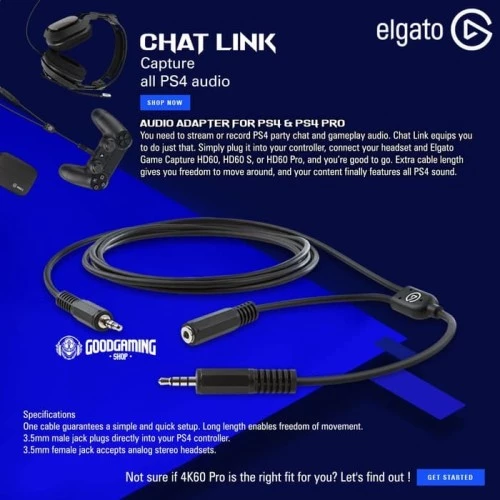 elgato
CHAT LINK
Capture
all PS4 audio
SHOP NOW
AUDIO ADAPTER FOR PS4 & PS4 PRO
You need to stream or record PS4 party chat and gameplay audio. Chat Link equips you
to do just that. Simply plug it into your controller, connect your headset and Elgato
Game Capture HD60, HD60 S, or HD60 Pro, and you're good to go. Extra cable length
gives you freedom to move around, and your content finally features all PS4 sound.
GOODGAMING
SHOP
Specifications
One cable guarantees a simple and quick setup. Long length enables freedom of movement.
3.5mm male jack plugs directly into your PS4 controller.
3.5mm female jack accepts analog stereo headsets.
Not sure if 4K60 Pro is the right fit for you? Let's find out !
GET STARTED